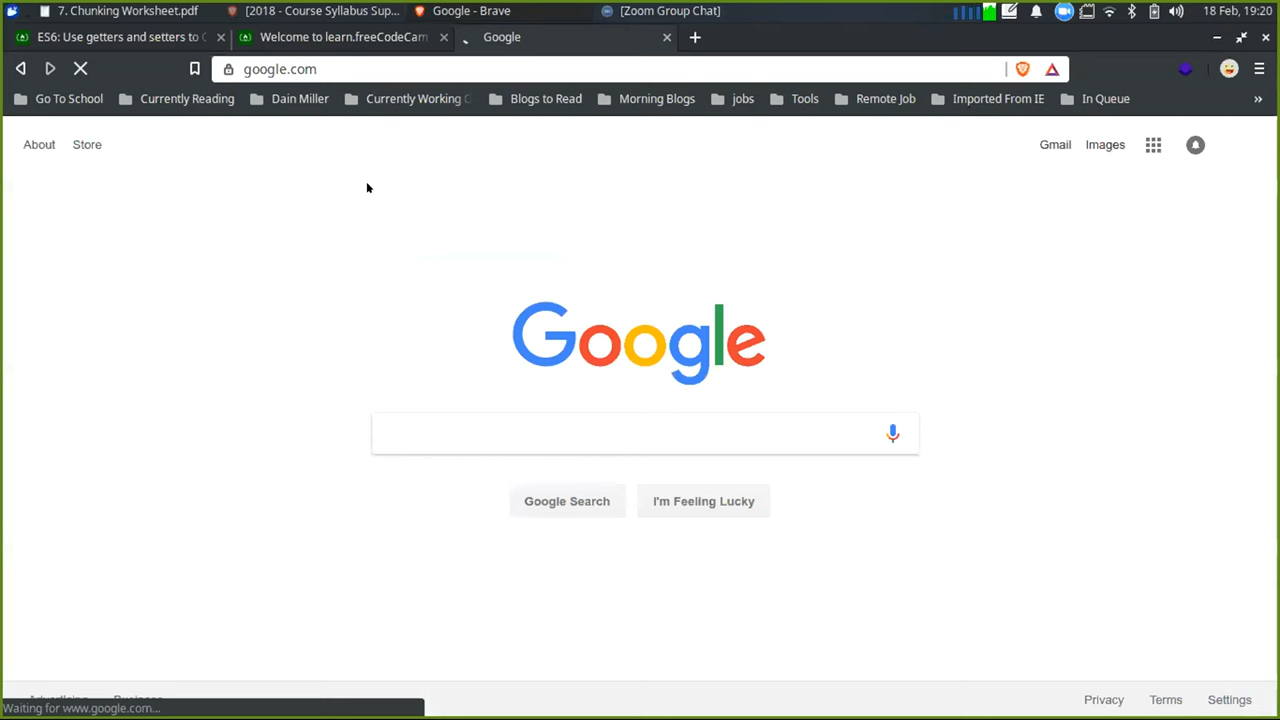 7. Chunking Worksheet.pdf [2018 - Course Syllabus Sup... Google - Brave [Zoom Group Chat] 18 Feb, 19:20
ES6: Use getters and setters to C Welcome to learn.freeCodeCam Google
google.com
Go To School Currently Reading Dain Miller Currently Working C Blogs to Read Morning Blogs jobs Tools Remote Job Imported From IE In Queue »
About Store Gmail Images
Google
Google Search I'm Feeling Lucky
Advertising Business Privacy Terms Settings
Waiting for www.google.com...